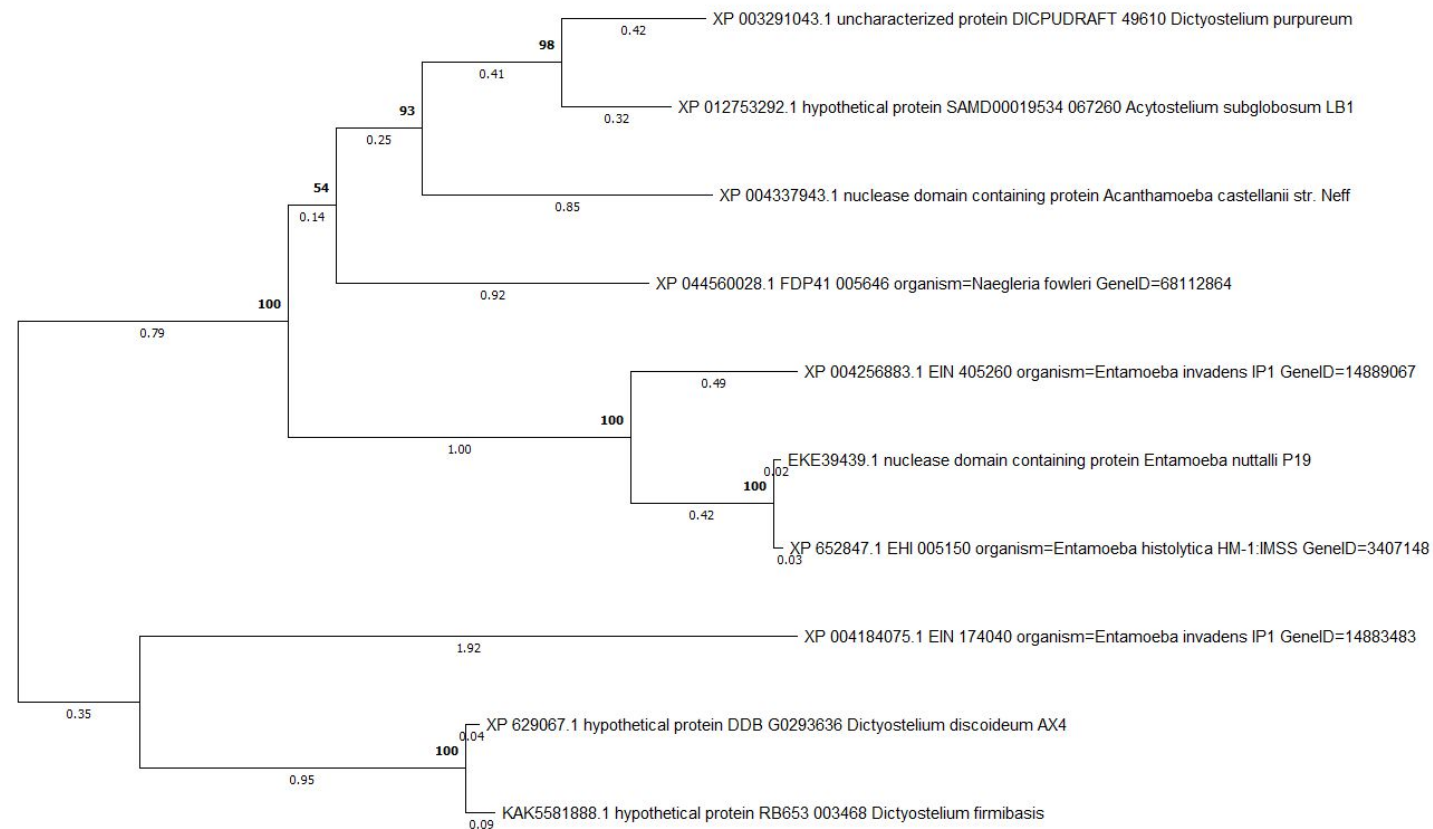 XP 003291043.1 uncharacterized protein DICPUDRAFT 49610 Dictyostelium purpureum
0.42
98
0.41
XP 012753292.1 hypothetical protein SAMD00019534 067260 Acytostelium subglobosum LB1
0.32
93
0.25
XP 004337943.1 nuclease domain containing protein Acanthamoeba castellanii str. Neff
0.85
54
0.14
XP 044560028.1 FDP41 005646 organism=Naegleria fowleri GeneID=68112864
0.92
100
0.79
XP 004256883.1 EIN 405260 organism=Entamoeba invadens IP1 GeneID=14889067
0.49
100
1.00
EKE39439.1 nuclease domain containing protein Entamoeba nuttalli P19
0.02
100
0.42
XP 652847.1 EHI 005150 organism=Entamoeba histolytica HM-1:IMSS GeneID=3407148
0.03
XP 004184075.1 EIN 174040 organism=Entamoeba invadens IP1 GeneID=14883483
1.92
0.35
XP 629067.1 hypothetical protein DDB G0293636 Dictyostelium discoideum AX4
0.04
100
0.95
KAK5581888.1 hypothetical protein RB653 003468 Dictyostelium firmibasis
0.09